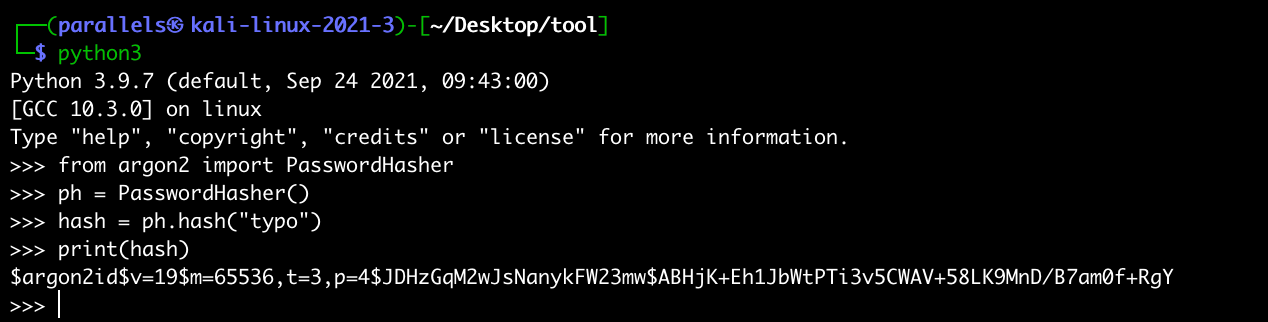 ┌──(parallels㉿kali-linux-2021-3)-[~/Desktop/tool]
└─$ python3
Python 3.9.7 (default, Sep 24 2021, 09:43:00)
[GCC 10.3.0] on linux
Type "help", "copyright", "credits" or "license" for more information.
>>> from argon2 import PasswordHasher
>>> ph = PasswordHasher()
>>> hash = ph.hash("typo")
>>> print(hash)
$argon2id$v=19$m=65536,t=3,p=4$JDHzGqM2wJsNanykFW23mw$ABHjK+Eh1JbWtPTi3v5CWAV+58LK9MnD/B7am0f+RgY
>>>